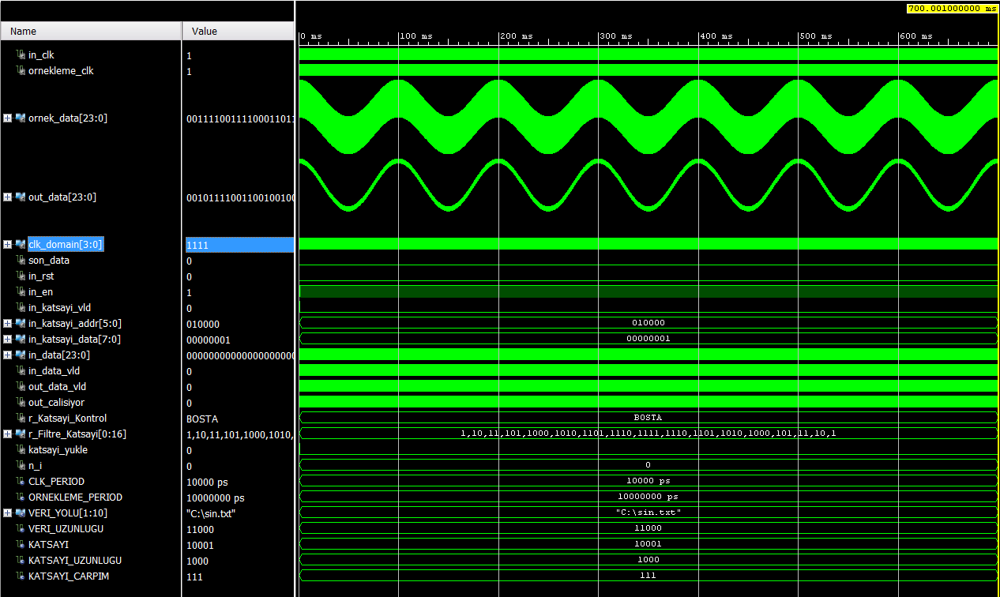 700.001000000 ms
Name Value
0 ms 100 ms 200 ms 300 ms 400 ms 500 ms 600 ms
in_clk 1
ornekleme_clk 1
ornek_data[23:0] 00111100111100011011
out_data[23:0] 001011110011001001001
clk_domain[3:0] 1111
son_data 0
in_rst 0
in_en 1
in_katsayi_vld 0
in_katsayi_addr[5:0] 010000 010000
in_katsayi_data[7:0] 00000001 00000001
in_data[23:0] 000000000000000000000
in_data_vld 0
out_data_vld 0
out_calisiyor 0
r_Katsayi_Kontrol BOSTA BOSTA
r_Filtre_Katsayi[0:16] 1,10,11,101,1000,1010, 1,10,11,101,1000,1010,1101,1110,1111,1110,1101,1010,1000,101,11,10,1
katsayi_yukle 0
n_i 0 0
CLK_PERIOD 10000 ps 10000 ps
ORNEKLEME_PERIOD 10000000 ps 10000000 ps
VERI_YOLU[1:10] "C:\sin.txt" "C:\sin.txt"
VERI_UZUNLUGU 11000 11000
KATSAYI 10001 10001
KATSAYI_UZUNLUGU 1000 1000
KATSAYI_CARPIM 111 111